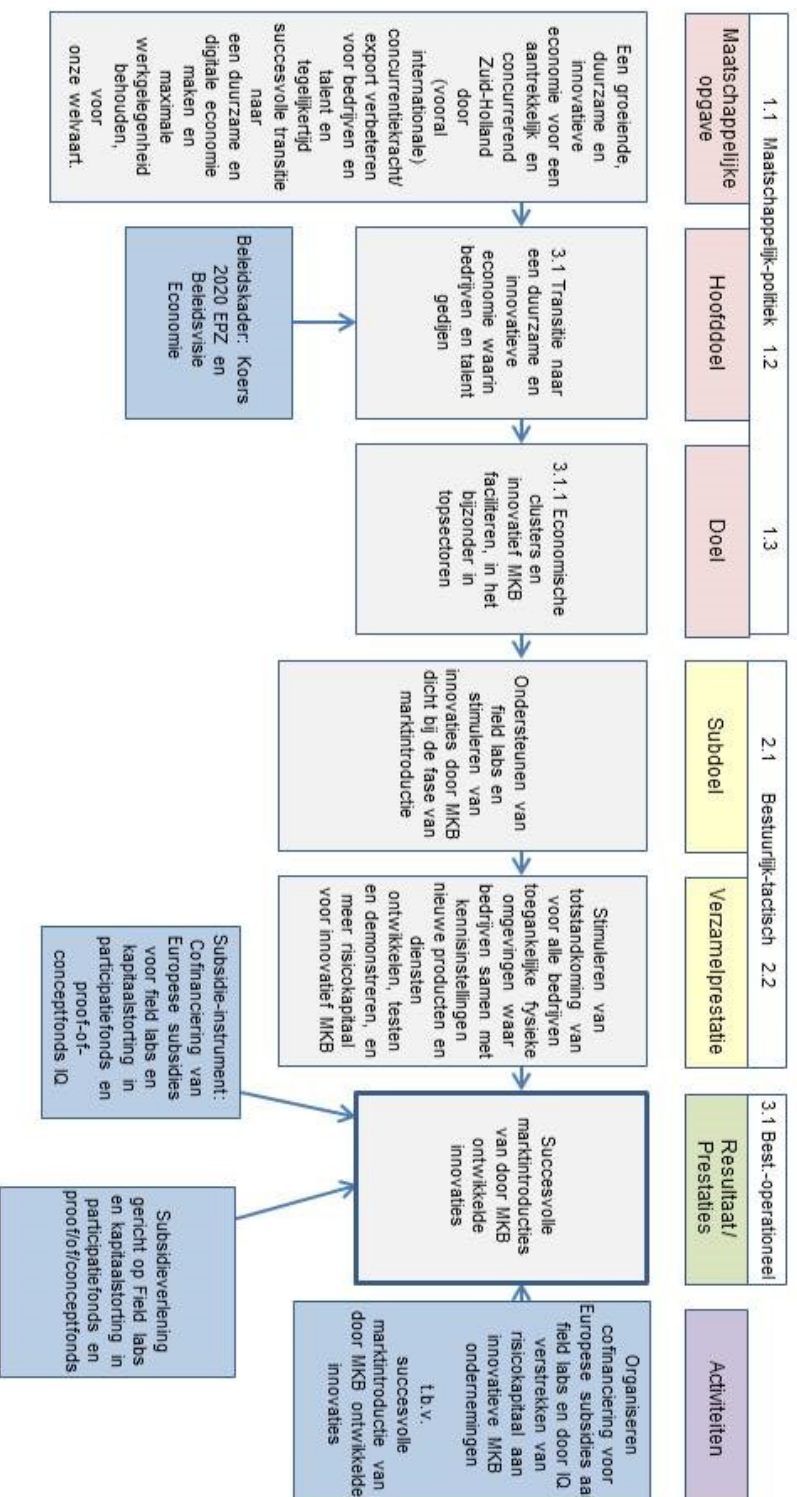 1.1 Maatschappelijk-politiek 1.2 1.3
2.1 Bestuurlijk-tactisch 2.2
3.1 Best.-operationeel
Maatschappelijke
opgave
Hoofddoel
Doel
Subdoel
Verzamelprestatie
Resultaat/
Prestaties
Activiteiten
Een groeiende,
duurzame en
innovatieve
economie voor een
aantrekkelijk en
concurrerend
Zuid-Holland
door
(vooral
internationale)
concurrentiekracht/
export verbeteren
voor bedrijven en
talent en
tegelijkertijd
succesvolle transitie
naar
een duurzame en
digitale economie
maken en
maximale
werkgelegenheid
behouden,
voor
onze welvaart.
3.1 Transitie naar
een duurzame en
innovatieve
economie waarin
bedrijven en talent
gedijen
Beleidskader: Koers
2020 EPZ en
Beleidsvisie
Economie
3.1.1 Economische
clusters en
innovatief MKB
faciliteren, in het
bijzonder in
topsectoren
Ondersteunen van
field labs en
stimuleren van
innovaties door MKB
dicht bij de fase van
marktintroductie
Stimuleren van
totstandkoming van
voor alle bedrijven
toegankelijke fysieke
omgevingen waar
bedrijven samen met
kennisinstellingen
nieuwe producten en
diensten
ontwikkelen, testen
en demonstreren, en
meer risicokapitaal
voor innovatief MKB
Subsidie-instrument:
Cofinanciering van
Europese subsidies
voor field labs en
kapitaalstorting in
participatiefonds en
proof-of-
conceptfonds IQ
Succesvolle
marktintroducties
van door MKB
ontwikkelde
innovaties
Subsidieverlening
gericht op Field labs
en kapitaalstorting in
participatiefonds en
proof/of/conceptfonds
Organiseren
cofinanciering voor
Europese subsidies aa
field labs en door IQ
verstrekken van
risicokapitaal aan
innovatieve MKB
ondernemingen
t.b.v.
succesvolle
marktintroductie van
door MKB ontwikkelde
innovaties